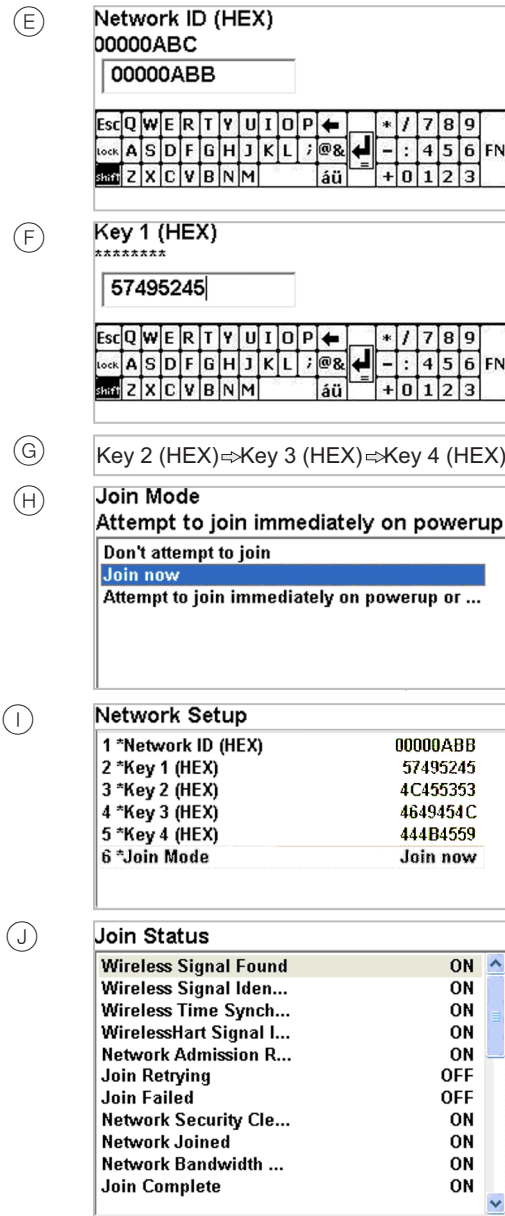 E
Network ID (HEX)
00000ABC
00000ABB
Esc Q W E R T Y U I O P * / 7 8 9
Lock A S D F G H J K L ; @& - : 4 5 6 FN
Shift Z X C V B N M áü + 0 1 2 3
F
Key 1 (HEX)
********
57495245
Esc Q W E R T Y U I O P * / 7 8 9
Lock A S D F G H J K L ; @& - : 4 5 6 FN
Shift Z X C V B N M áü + 0 1 2 3
G
Key 2 (HEX)⇨Key 3 (HEX)⇨Key 4 (HEX)
H
Join Mode
Attempt to join immediately on powerup
Don't attempt to join
Join now
Attempt to join immediately on powerup or ...
I
Network Setup
1 *Network ID (HEX) 00000ABB
2 *Key 1 (HEX) 57495245
3 *Key 2 (HEX) 4C455353
4 *Key 3 (HEX) 4649454C
5 *Key 4 (HEX) 444B4559
6 *Join Mode Join now
J
Join Status
Wireless Signal Found ON
Wireless Signal Iden... ON
Wireless Time Synch... ON
WirelessHart Signal I... ON
Network Admission R... ON
Join Retrying OFF
Join Failed OFF
Network Security Cle... ON
Network Joined ON
Network Bandwidth ... ON
Join Complete ON